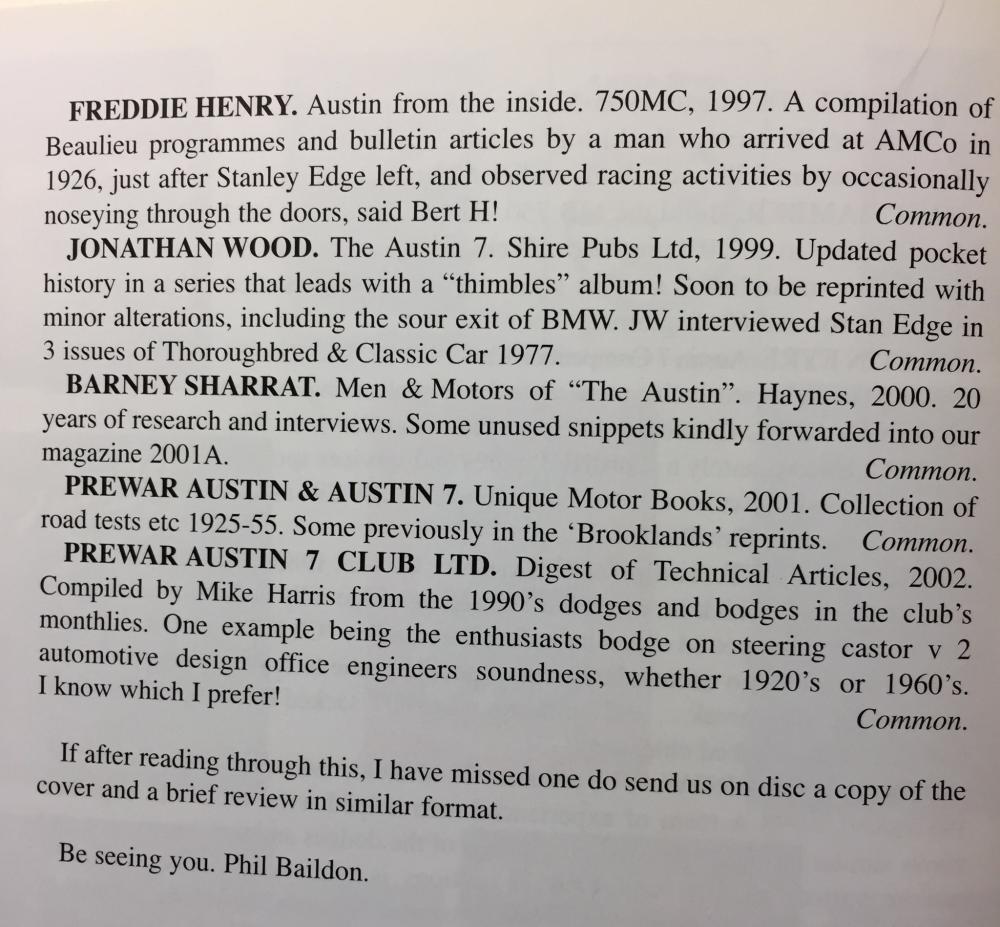 FREDDIE HENRY. Austin from the inside. 750MC, 1997. A compilation of
Beaulieu programmes and bulletin articles by a man who arrived at AMCo in
1926, just after Stanley Edge left, and observed racing activities by occasionally
noseying through the doors, said Bert H! Common.
JONATHAN WOOD. The Austin 7. Shire Pubs Ltd, 1999. Updated pocket
history in a series that leads with a “thimbles” album! Soon to be reprinted with
minor alterations, including the sour exit of BMW. JW interviewed Stan Edge in
3 issues of Thoroughbred & Classic Car 1977. Common.
BARNEY SHARRAT. Men & Motors of “The Austin”. Haynes, 2000. 20
years of research and interviews. Some unused snippets kindly forwarded into our
magazine 2001A. Common.
PREWAR AUSTIN & AUSTIN 7. Unique Motor Books, 2001. Collection of
road tests etc 1925-55. Some previously in the ‘Brooklands’ reprints. Common.
PREWAR AUSTIN 7 CLUB LTD. Digest of Technical Articles, 2002.
Compiled by Mike Harris from the 1990’s dodges and bodges in the club’s
monthlies. One example being the enthusiasts bodge on steering castor v 2
automotive design office engineers soundness, whether 1920’s or 1960’s.
I know which I prefer! Common.
If after reading through this, I have missed one do send us on disc a copy of the
cover and a brief review in similar format.
Be seeing you. Phil Baildon.